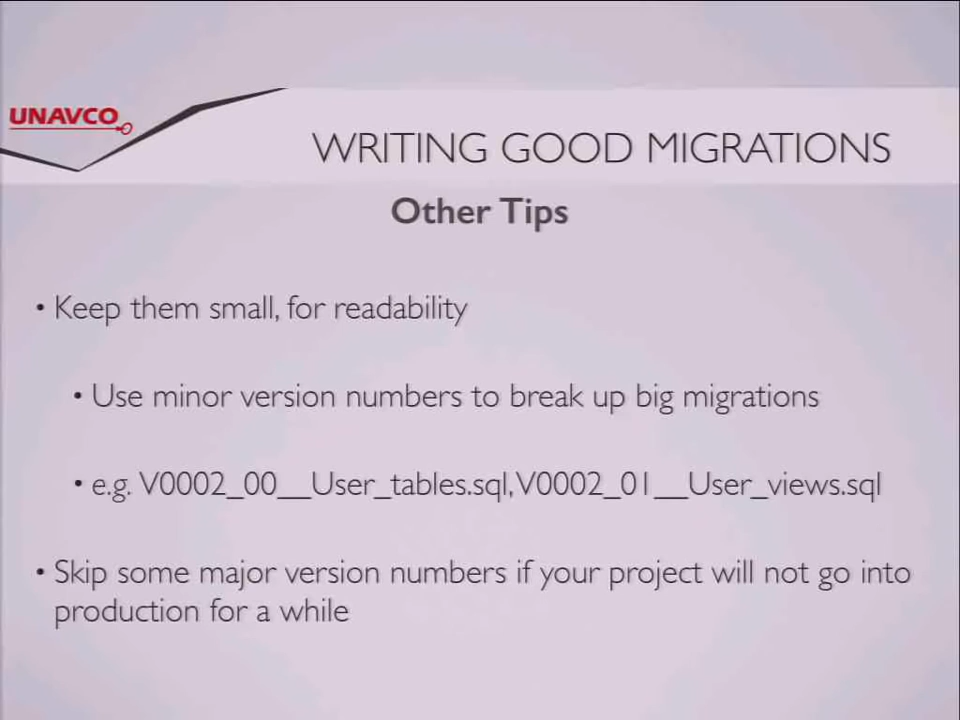 UNAVCO
WRITING GOOD MIGRATIONS
Other Tips
• Keep them small, for readability
• Use minor version numbers to break up big migrations
• e.g. V0002_00__User_tables.sql, V0002_01__User_views.sql
• Skip some major version numbers if your project will not go into
production for a while